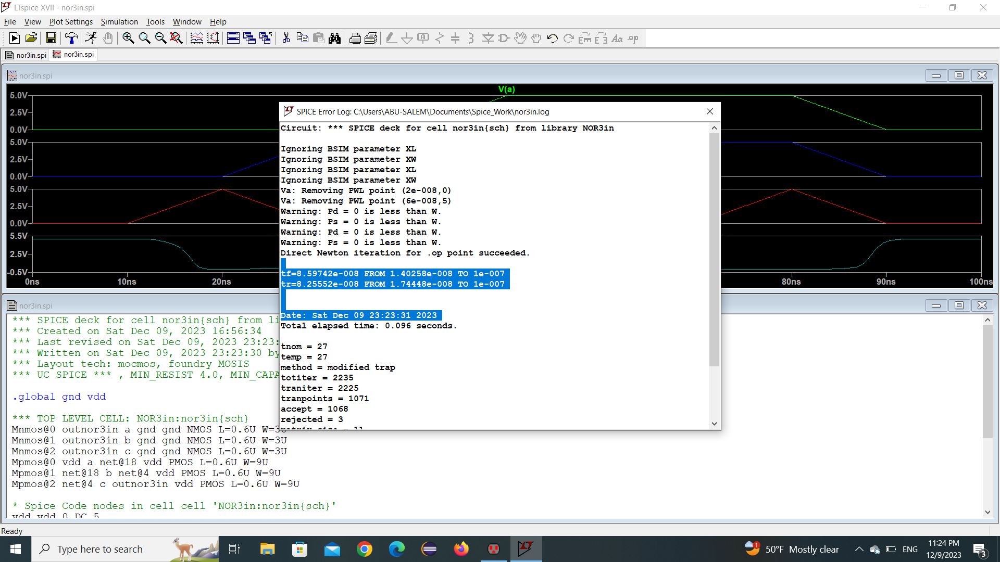 LTspice XVII - nor3in.spi
File View Plot Settings Simulation Tools Window Help
nor3in.spi nor3in.spi
nor3in.spi
V(a)
5.0V
2.5V
0.0V
5.0V
2.5V
0.0V
5.0V
2.5V
0.0V
5.5V
2.5V
-0.5V
0ns 10ns 20ns 80ns 90ns 100ns
SPICE Error Log: C:\Users\ABU-SALEM\Documents\Spice_Work\nor3in.log
Circuit: *** SPICE deck for cell nor3in{sch} from library NOR3in
Ignoring BSIM parameter XL
Ignoring BSIM parameter XW
Ignoring BSIM parameter XL
Ignoring BSIM parameter XW
Va: Removing PWL point (2e-008,0)
Va: Removing PWL point (6e-008,5)
Warning: Pd = 0 is less than W.
Warning: Ps = 0 is less than W.
Warning: Pd = 0 is less than W.
Warning: Ps = 0 is less than W.
Direct Newton iteration for .op point succeeded.
tf=8.59742e-008 FROM 1.40258e-008 TO 1e-007
tr=8.25552e-008 FROM 1.74448e-008 TO 1e-007
Date: Sat Dec 09 23:23:31 2023
Total elapsed time: 0.096 seconds.
tnom = 27
temp = 27
method = modified trap
totiter = 2235
traniter = 2225
tranpoints = 1071
accept = 1068
rejected = 3
matrix size = 11
nor3in.spi
*** SPICE deck for cell nor3in{sch} from li
*** Created on Sat Dec 09, 2023 16:56:34
*** Last revised on Sat Dec 09, 2023 23:23:
*** Written on Sat Dec 09, 2023 23:23:30 by
*** Layout tech: mocmos, foundry MOSIS
*** UC SPICE *** , MIN_RESIST 4.0, MIN_CAPA
.global gnd vdd
*** TOP LEVEL CELL: NOR3in:nor3in{sch}
Mnmos@0 outnor3in a gnd gnd NMOS L=0.6U W=3U
Mnmos@1 outnor3in b gnd gnd NMOS L=0.6U W=3U
Mnmos@2 outnor3in c gnd gnd NMOS L=0.6U W=3U
Mpmos@0 vdd a net@18 vdd PMOS L=0.6U W=9U
Mpmos@1 net@18 b net@4 vdd PMOS L=0.6U W=9U
Mpmos@2 net@4 c outnor3in vdd PMOS L=0.6U W=9U
* Spice Code nodes in cell cell 'NOR3in:nor3in{sch}'
vdd vdd 0 DC 5
Ready
Type here to search
1
50°F Mostly clear
ENG
11:24 PM
12/9/2023
3